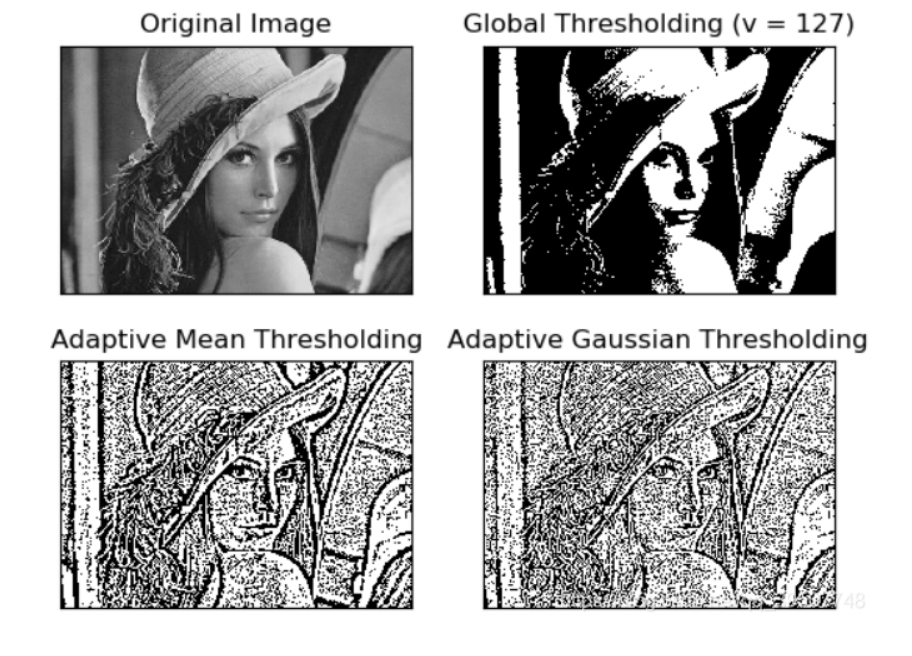 Original Image
Global Thresholding (v = 127)
Adaptive Mean Thresholding
Adaptive Gaussian Thresholding